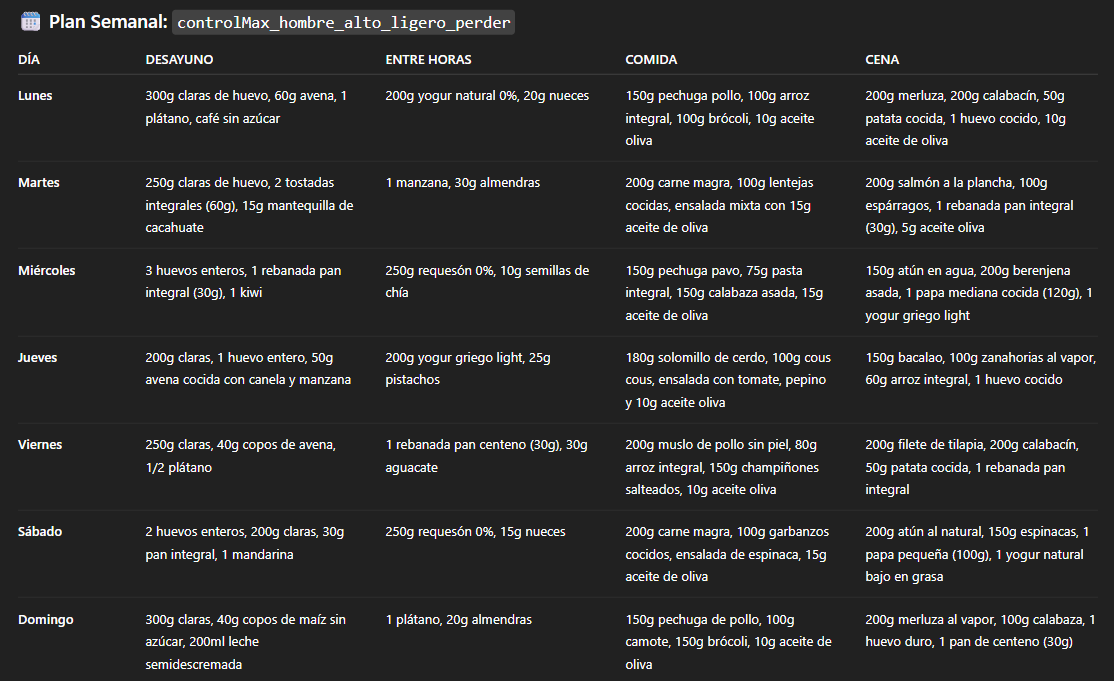 Plan Semanal: controlMax_hombre_alto_ligero_perder
DÍA DESAYUNO ENTRE HORAS COMIDA CENA
Lunes
300g claras de huevo, 60g avena, 1
plátano, café sin azúcar
200g yogur natural 0%, 20g nueces
150g pechuga pollo, 100g arroz
integral, 100g brócoli, 10g aceite
oliva
200g merluza, 200g calabacín, 50g
patata cocida, 1 huevo cocido, 10g
aceite de oliva
Martes
250g claras de huevo, 2 tostadas
integrales (60g), 15g mantequilla de
cacahuate
1 manzana, 30g almendras
200g carne magra, 100g lentejas
cocidas, ensalada mixta con 15g
aceite de oliva
200g salmón a la plancha, 100g
espárragos, 1 rebanada pan integral
(30g), 5g aceite oliva
Miércoles
3 huevos enteros, 1 rebanada pan
integral (30g), 1 kiwi
250g requesón 0%, 10g semillas de
chía
150g pechuga pavo, 75g pasta
integral, 150g calabaza asada, 15g
aceite de oliva
150g atún en agua, 200g berenjena
asada, 1 papa mediana cocida (120g), 1
yogur griego light
Jueves
200g claras, 1 huevo entero, 50g
avena cocida con canela y manzana
200g yogur griego light, 25g
pistachos
180g solomillo de cerdo, 100g cous
cous, ensalada con tomate, pepino
y 10g aceite oliva
150g bacalao, 100g zanahorias al vapor,
60g arroz integral, 1 huevo cocido
Viernes
250g claras, 40g copos de avena,
1/2 plátano
1 rebanada pan centeno (30g), 30g
aguacate
200g muslo de pollo sin piel, 80g
arroz integral, 150g champiñones
salteados, 10g aceite oliva
200g filete de tilapia, 200g calabacín,
50g patata cocida, 1 rebanada pan
integral
Sábado
2 huevos enteros, 200g claras, 30g
pan integral, 1 mandarina
250g requesón 0%, 15g nueces
200g carne magra, 100g garbanzos
cocidos, ensalada de espinaca, 15g
aceite de oliva
200g atún al natural, 150g espinacas, 1
papa pequeña (100g), 1 yogur natural
bajo en grasa
Domingo
300g claras, 40g copos de maíz sin
azúcar, 200ml leche
semidescremada
1 plátano, 20g almendras
150g pechuga de pollo, 100g
camote, 150g brócoli, 10g aceite de
oliva
200g merluza al vapor, 100g calabaza, 1
huevo duro, 1 pan de centeno (30g)